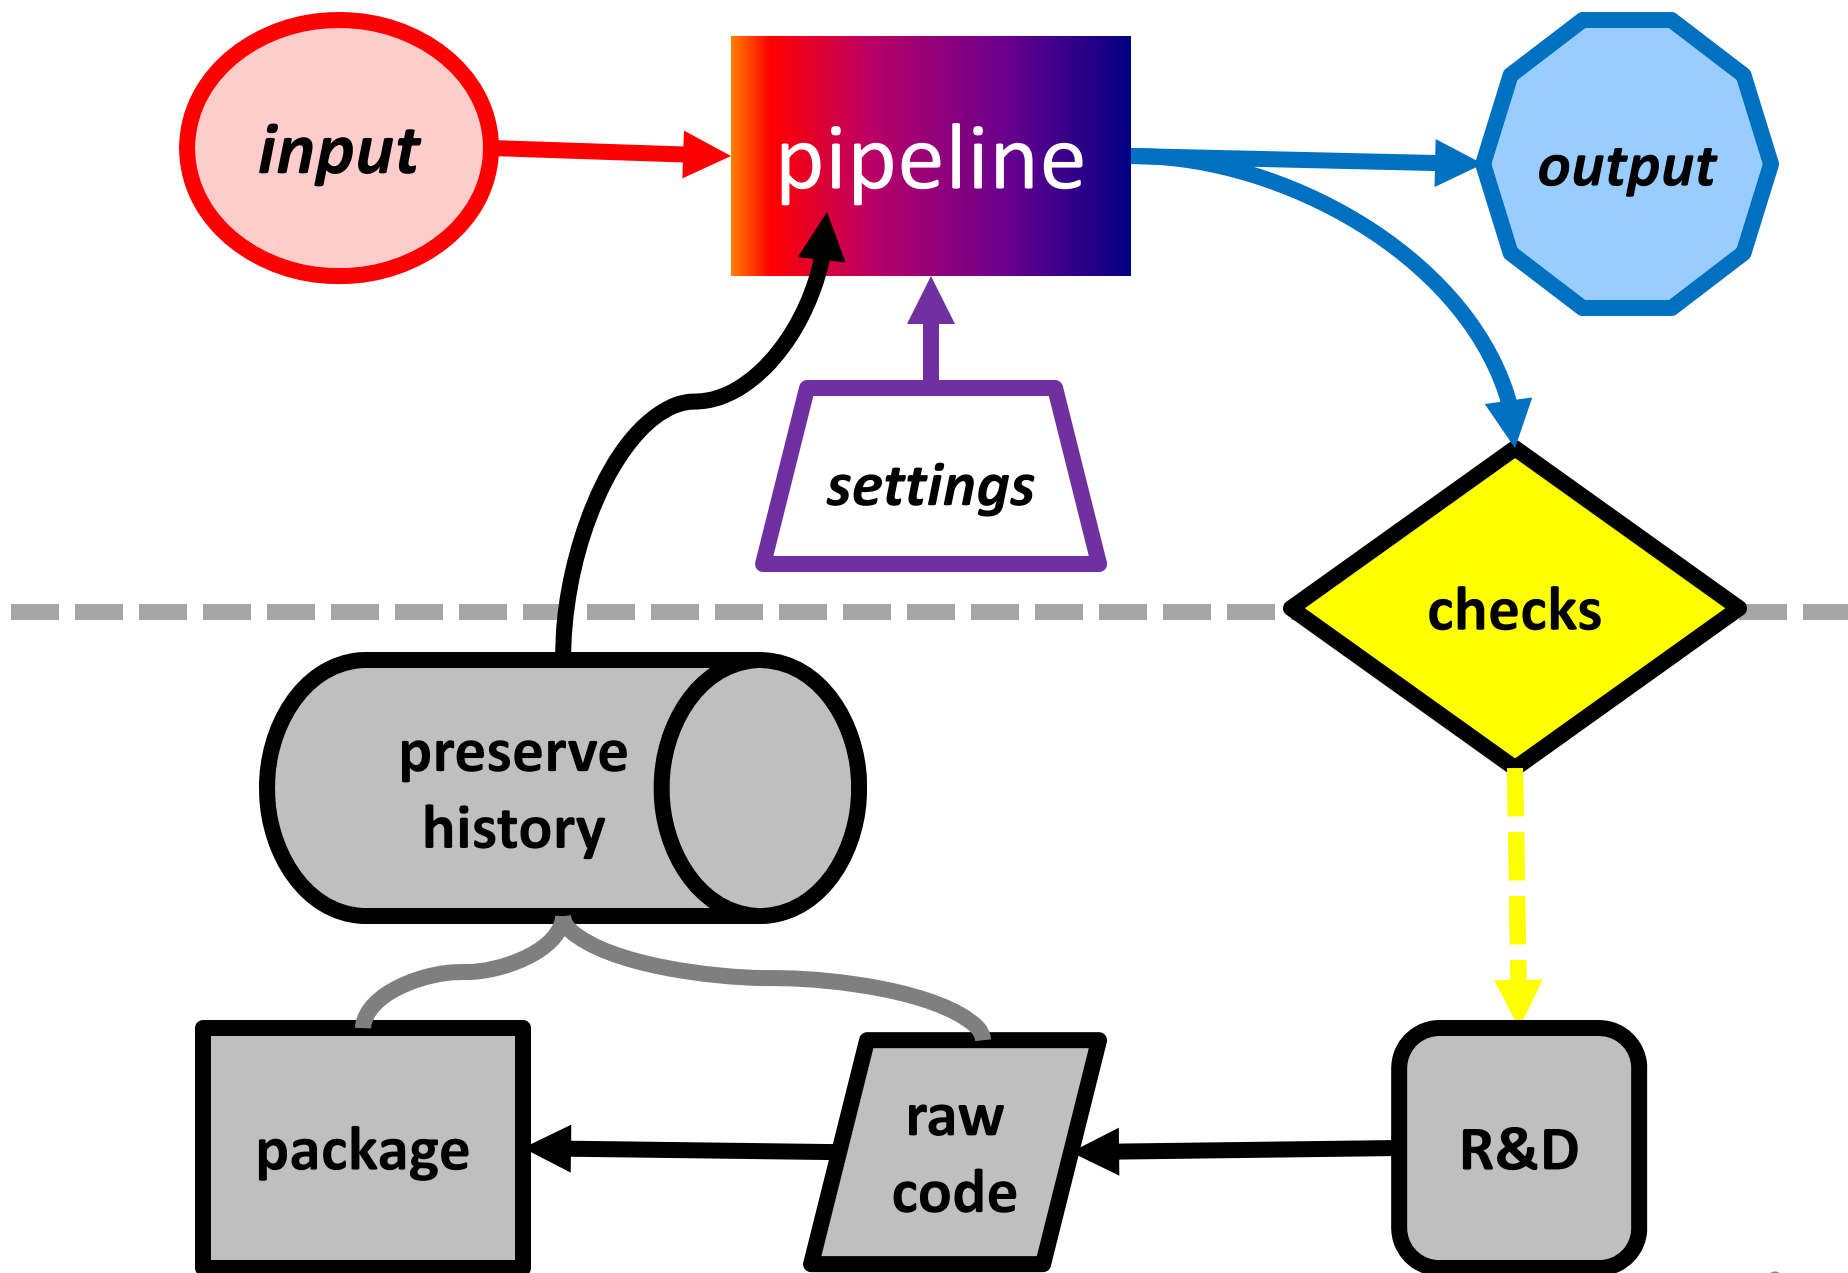 input
pipeline
output
settings
checks
preserve
history
package
raw
code
R&D